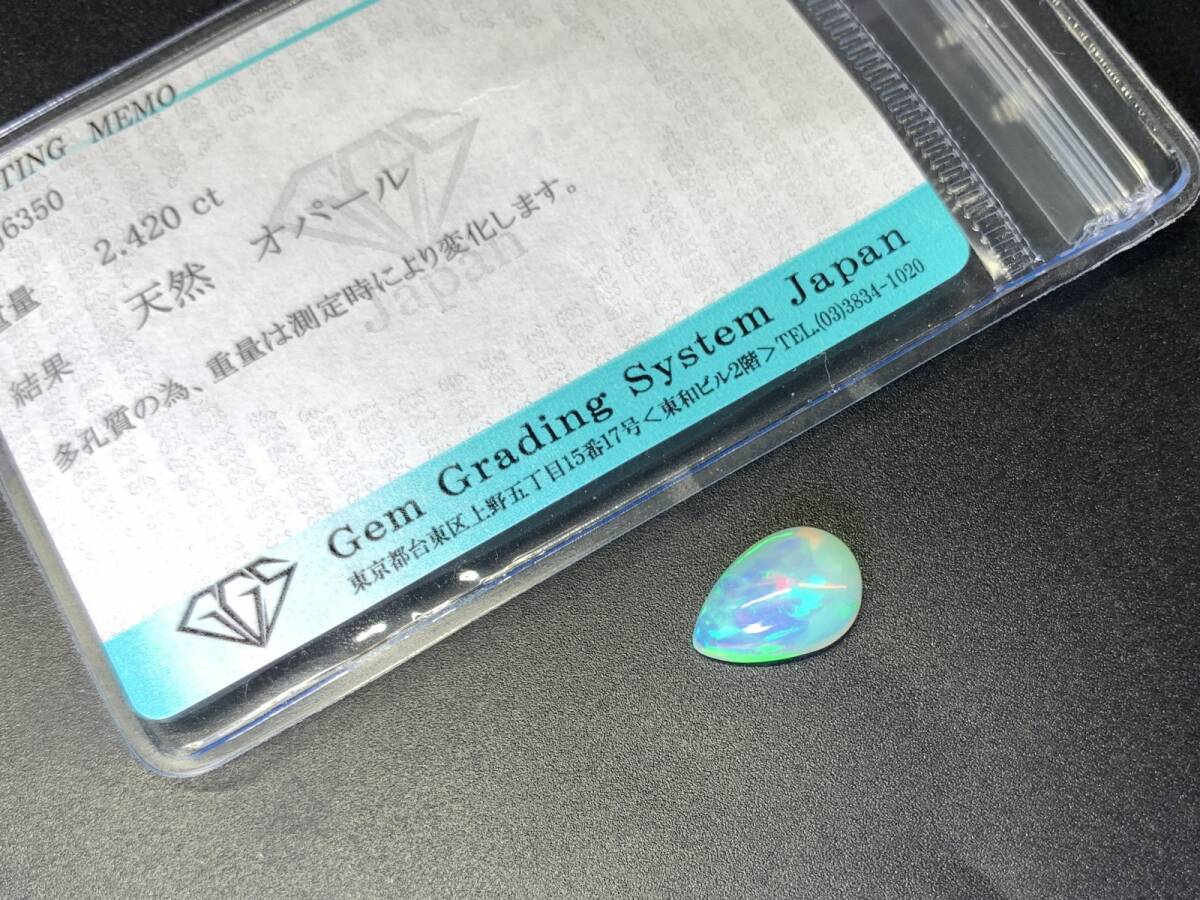 TING MEMO
6350
重量 2.420 ct
結果 天然 オパール
多孔質の為、重量は測定時により変化します。
GGS
Japan
Gem Grading System Japan
東京都台東区上野五丁目15番17号<東和ビル2階>TEL.(03)3834-1020
GGS